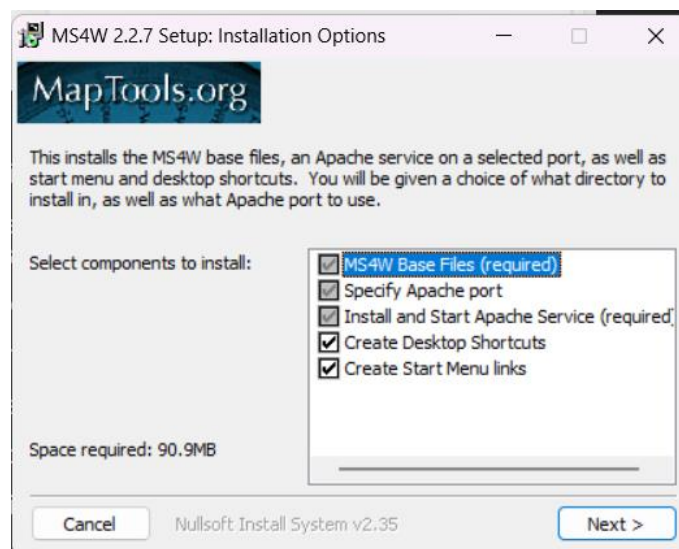 MS4W 2.2.7 Setup: Installation Options
MapTools.org
This installs the MS4W base files, an Apache service on a selected port, as well as
start menu and desktop shortcuts. You will be given a choice of what directory to
install in, as well as what Apache port to use.
Select components to install:
MS4W Base Files (required)
Specify Apache port
Install and Start Apache Service (required
Create Desktop Shortcuts
Create Start Menu links
Space required: 90.9MB
Cancel
Nullsoft Install System v2.35
Next >